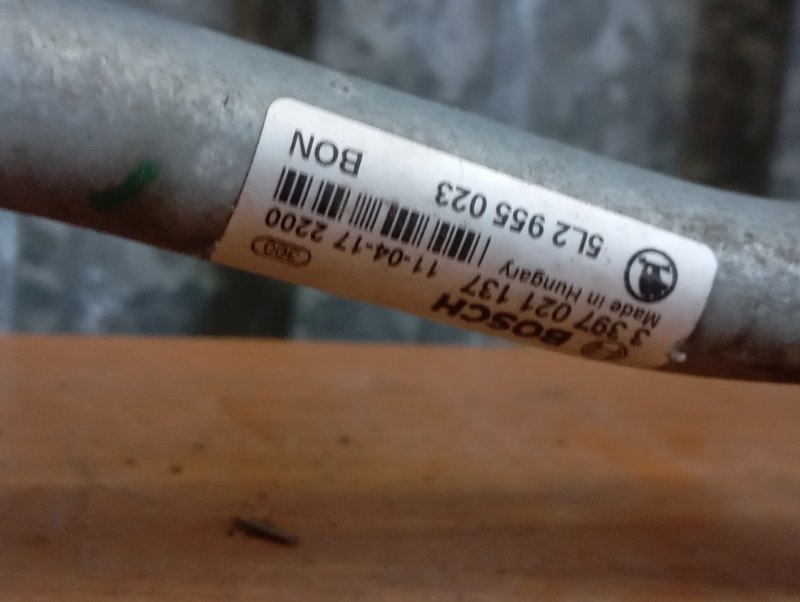 BOSCH
3 397 021 137 11-04-17 2200
Made in Hungary
5L2 955 023
BON